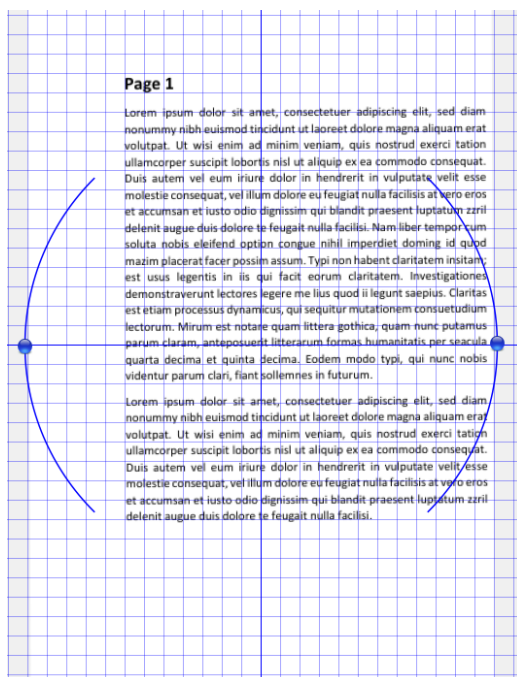 Page 1
Lorem ipsum dolor sit amet, consectetuer adipiscing elit, sed diam
nonummy nibh euismod tincidunt ut laoreet dolore magna aliquam erat
volutpat. Ut wisi enim ad minim veniam, quis nostrud exerci tation
ullamcorper suscipit lobortis nisl ut aliquip ex ea commodo consequat.
Duis autem vel eum iriure dolor in hendrerit in vulputate velit esse
molestie consequat, vel illum dolore eu feugiat nulla facilisis at vero eros
et accumsan et iusto odio dignissim qui blandit praesent luptatum zzril
delenit augue duis dolore te feugait nulla facilisi. Nam liber tempor cum
soluta nobis eleifend option congue nihil imperdiet doming id quod
mazim placerat facer possim assum. Typi non habent claritatem insitam;
est usus legentis in iis qui facit eorum claritatem. Investigationes
demonstraverunt lectores legere me lius quod ii legunt saepius. Claritas
est etiam processus dynamicus, qui sequitur mutationem consuetudium
lectorum. Mirum est notare quam littera gothica, quam nunc putamus
parum claram, anteposuerit litterarum formas humanitatis per seacula
quarta decima et quinta decima. Eodem modo typi, qui nunc nobis
videntur parum clari, fiant sollemnes in futurum.
Lorem ipsum dolor sit amet, consectetuer adipiscing elit, sed diam
nonummy nibh euismod tincidunt ut laoreet dolore magna aliquam erat
volutpat. Ut wisi enim ad minim veniam, quis nostrud exerci tation
ullamcorper suscipit lobortis nisl ut aliquip ex ea commodo consequat.
Duis autem vel eum iriure dolor in hendrerit in vulputate velit esse
molestie consequat, vel illum dolore eu feugiat nulla facilisis at vero eros
et accumsan et iusto odio dignissim qui blandit praesent luptatum zzril
delenit augue duis dolore te feugait nulla facilisi.